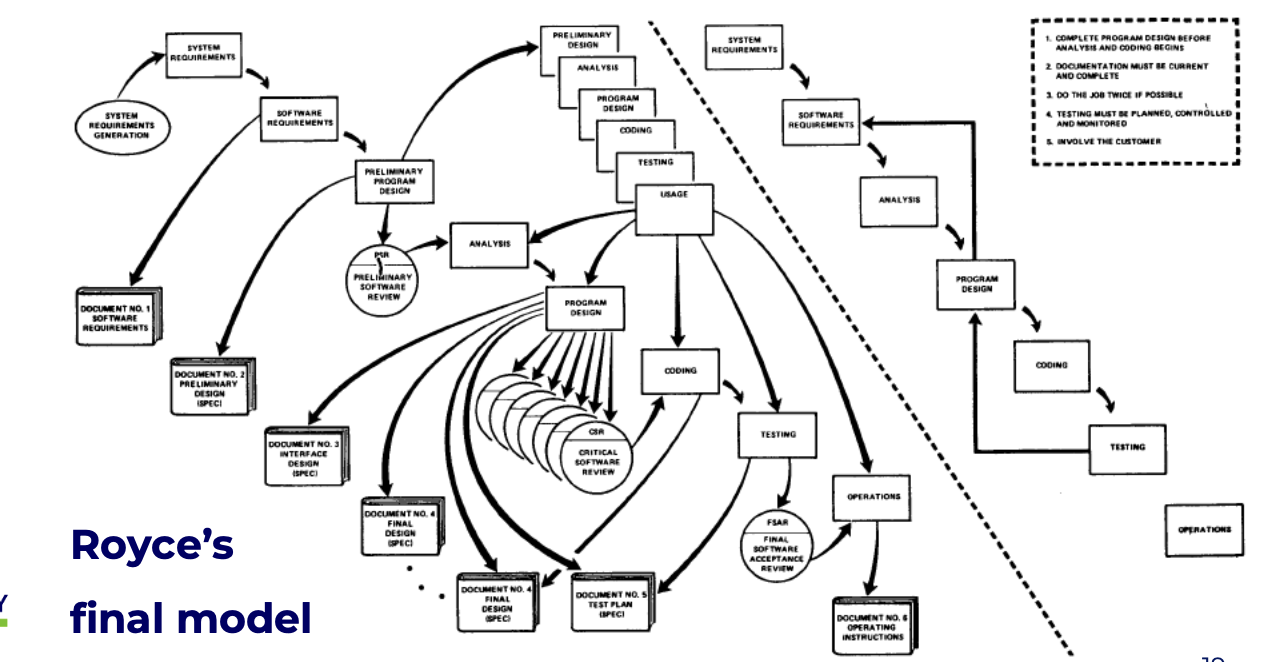 SYSTEM
REQUIREMENTS
SYSTEM
REQUIREMENTS
GENERATION
SOFTWARE
REQUIREMENTS
PRELIMINARY
PROGRAM
DESIGN
PRELIMINARY
DESIGN
ANALYSIS
PROGRAM
DESIGN
CODING
TESTING
USAGE
PSR
PRELIMINARY
SOFTWARE
REVIEW
ANALYSIS
PROGRAM
DESIGN
DOCUMENT NO. 1
SOFTWARE
REQUIREMENTS
DOCUMENT NO. 2
PRELIMINARY
DESIGN
(SPEC)
DOCUMENT NO. 3
INTERFACE
DESIGN
(SPEC)
DOCUMENT NO. 4
FINAL
DESIGN
(SPEC)
DOCUMENT NO. 4
FINAL
DESIGN
(SPEC)
DOCUMENT NO. 5
TEST PLAN
(SPEC)
CSR
CRITICAL
SOFTWARE
REVIEW
CODING
TESTING
FSAR
FINAL
SOFTWARE
ACCEPTANCE
REVIEW
OPERATIONS
DOCUMENT NO. 6
OPERATING
INSTRUCTIONS
SYSTEM
REQUIREMENTS
SOFTWARE
REQUIREMENTS
ANALYSIS
PROGRAM
DESIGN
CODING
TESTING
OPERATIONS
1. COMPLETE PROGRAM DESIGN BEFORE
ANALYSIS AND CODING BEGINS
2. DOCUMENTATION MUST BE CURRENT
AND COMPLETE
3. DO THE JOB TWICE IF POSSIBLE
4. TESTING MUST BE PLANNED, CONTROLLED
AND MONITORED
5. INVOLVE THE CUSTOMER
Royce's
final model
Y